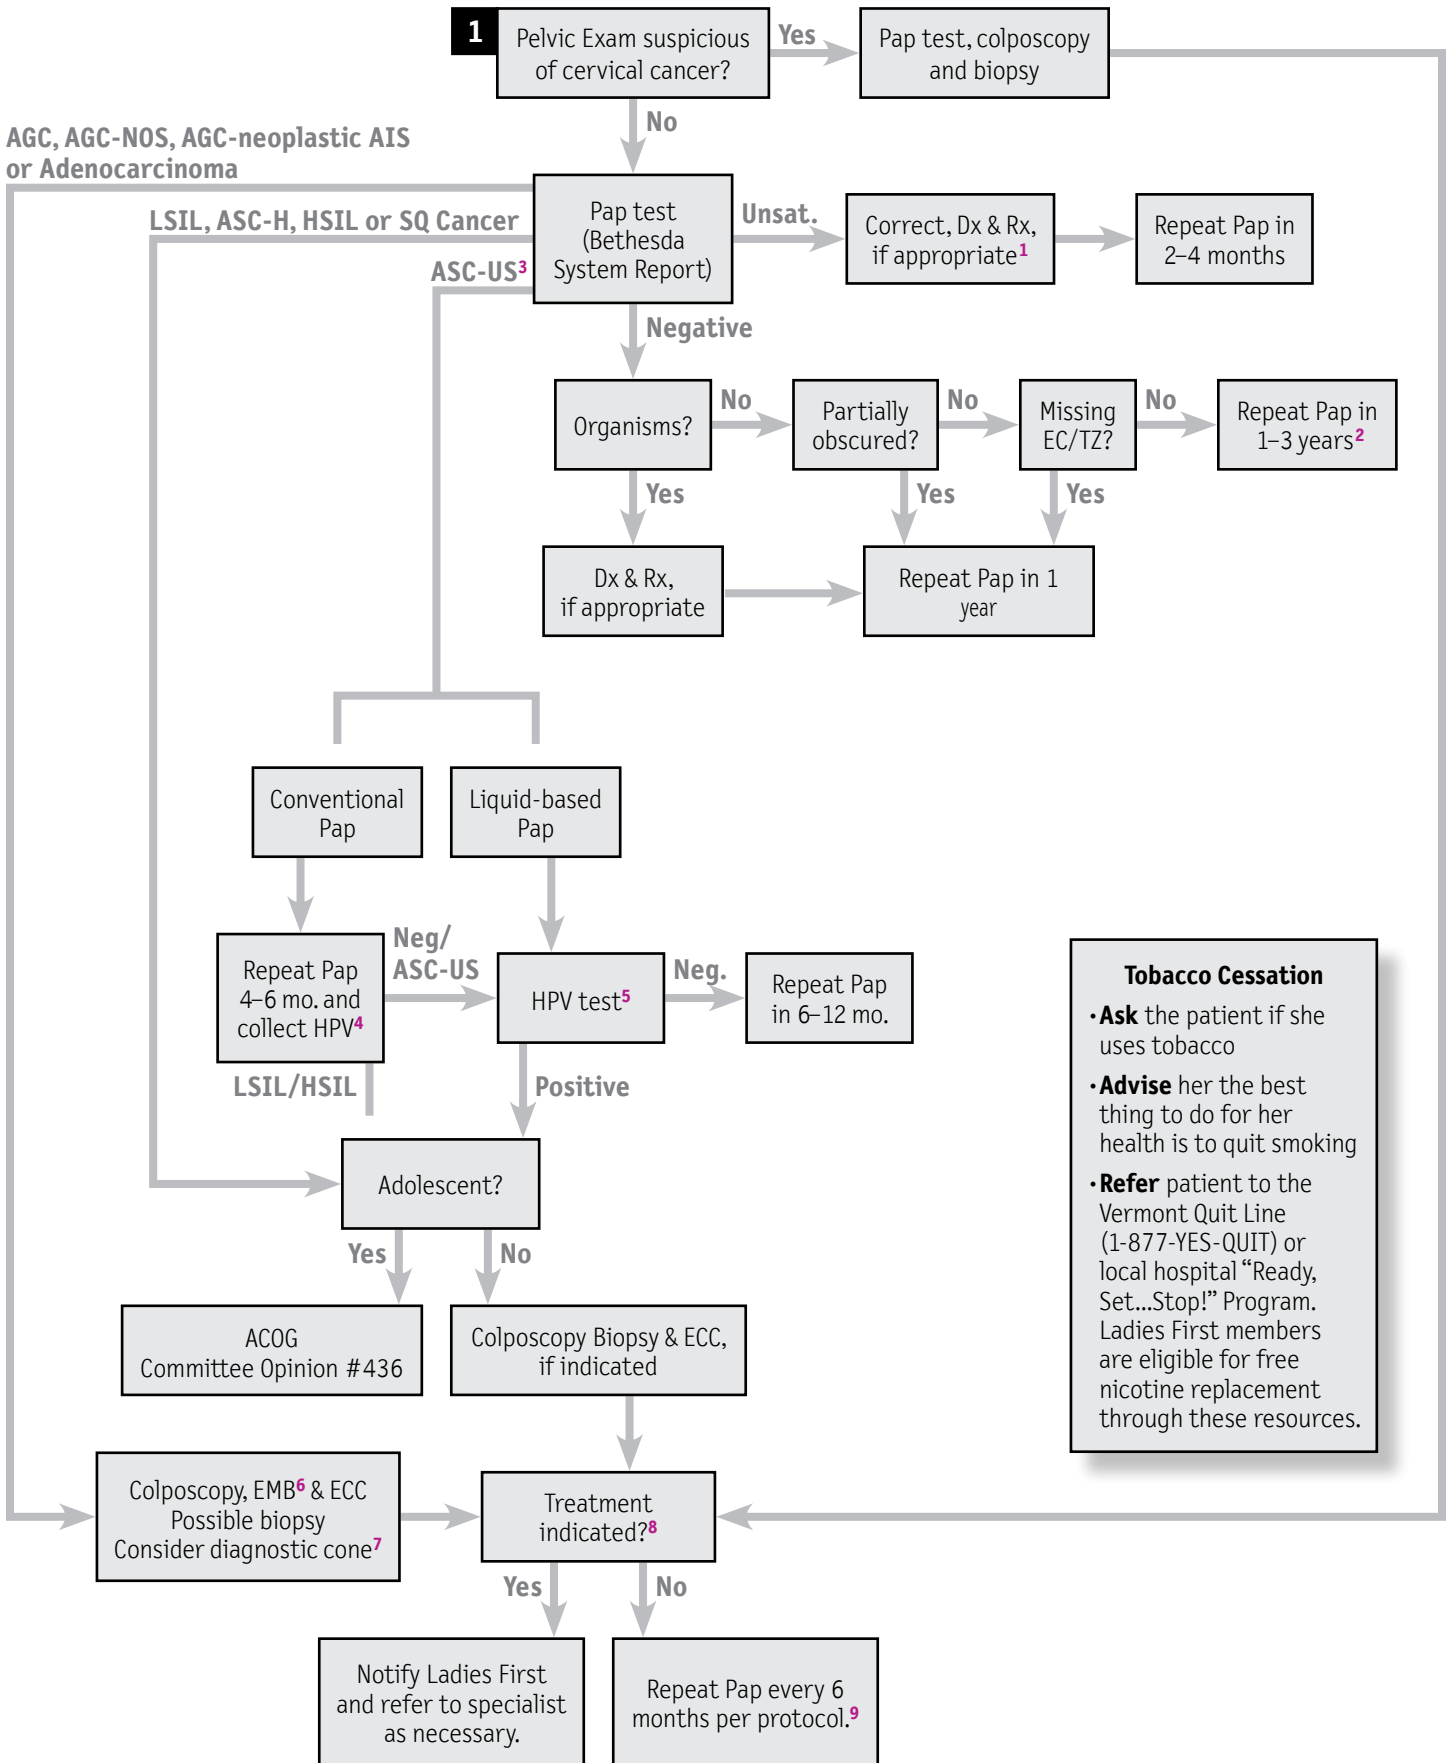 1
Pelvic Exam suspicious
of cervical cancer?
Yes
Pap test, colposcopy
and biopsy
No
AGC, AGC-NOS, AGC-neoplastic AIS
or Adenocarcinoma
LSIL, ASC-H, HSIL or SQ Cancer
ASC-US3
Pap test
(Bethesda
System Report)
Unsat.
Correct, Dx & Rx,
if appropriate1
Repeat Pap in
2–4 months
Negative
Organisms?
No
Partially
obscured?
No
Missing
EC/TZ?
No
Repeat Pap in
1–3 years2
Yes
Yes
Yes
Dx & Rx,
if appropriate
Repeat Pap in 1
year
Conventional
Pap
Liquid-based
Pap
Repeat Pap
4–6 mo. and
collect HPV4
Neg/
ASC-US
HPV test5
Neg.
Repeat Pap
in 6–12 mo.
LSIL/HSIL
Positive
Adolescent?
Yes
No
ACOG
Committee Opinion #436
Colposcopy Biopsy & ECC,
if indicated
Colposcopy, EMB6 & ECC
Possible biopsy
Consider diagnostic cone7
Treatment
indicated?8
Yes
No
Notify Ladies First
and refer to specialist
as necessary.
Repeat Pap every 6
months per protocol.9
Tobacco Cessation
·Ask the patient if she
uses tobacco
·Advise her the best
thing to do for her
health is to quit smoking
·Refer patient to the
Vermont Quit Line
(1-877-YES-QUIT) or
local hospital “Ready,
Set...Stop!” Program.
Ladies First members
are eligible for free
nicotine replacement
through these resources.